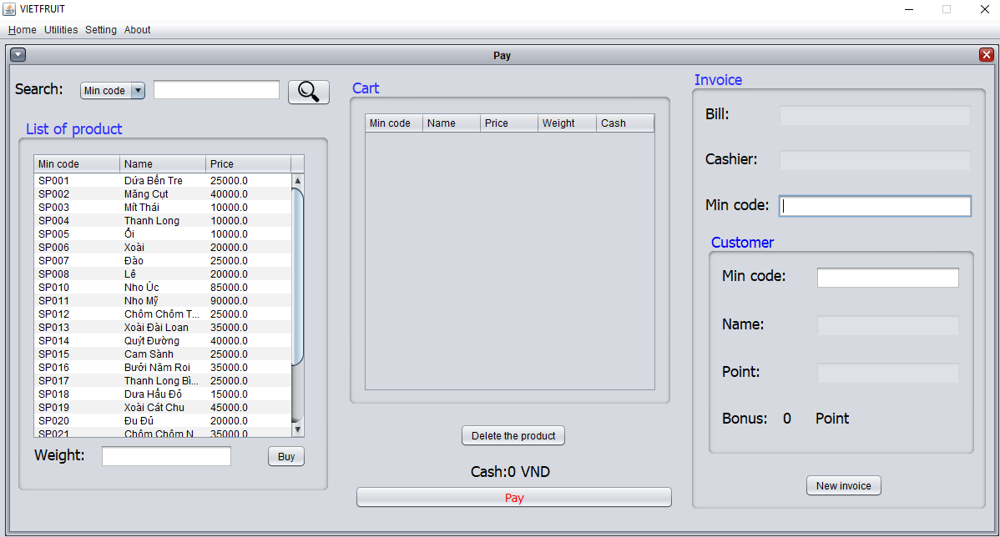 VIETFRUIT
Home Utilities Setting About
Pay
Search: Min code
List of product
Min code Name Price
SP001 Dứa Bến Tre 25000.0
SP002 Măng Cụt 40000.0
SP003 Mít Thái 10000.0
SP004 Thanh Long 10000.0
SP005 Ổi 10000.0
SP006 Xoài 20000.0
SP007 Đào 25000.0
SP008 Lê 20000.0
SP010 Nho Úc 85000.0
SP011 Nho Mỹ 90000.0
SP012 Chôm Chôm T... 25000.0
SP013 Xoài Đài Loan 35000.0
SP014 Quýt Đường 40000.0
SP015 Cam Sành 25000.0
SP016 Bưởi Năm Roi 35000.0
SP017 Thanh Long Bì... 25000.0
SP018 Dưa Hấu Đỏ 15000.0
SP019 Xoài Cát Chu 45000.0
SP020 Đu Đủ 20000.0
SP021 Chôm Chôm N... 35000.0
Weight: Buy
Cart
Min code Name Price Weight Cash
Delete the product
Cash:0 VND
Pay
Invoice
Bill:
Cashier:
Min code:
Customer
Min code:
Name:
Point:
Bonus: 0 Point
New invoice